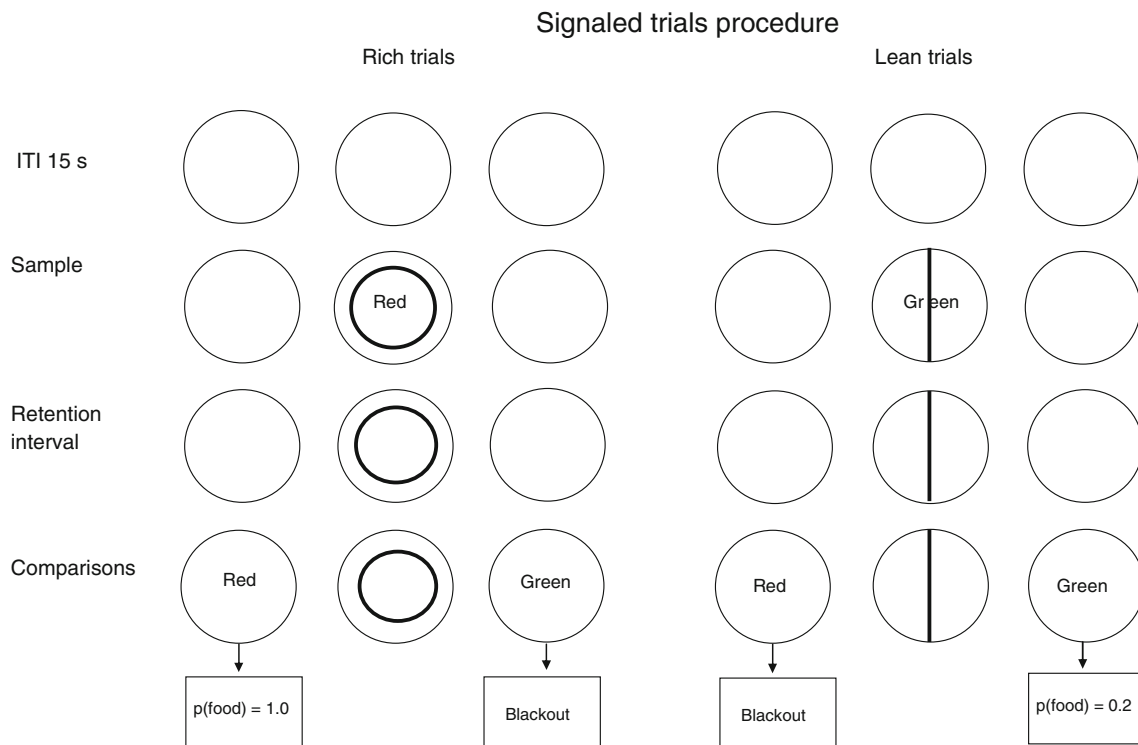 Signaled trials procedure
Rich trials
Lean trials
ITI 15 s
Sample
Red
Green
Retention
interval
Comparisons
Red
Green
Red
Green
p(food) = 1.0
Blackout
Blackout
p(food) = 0.2